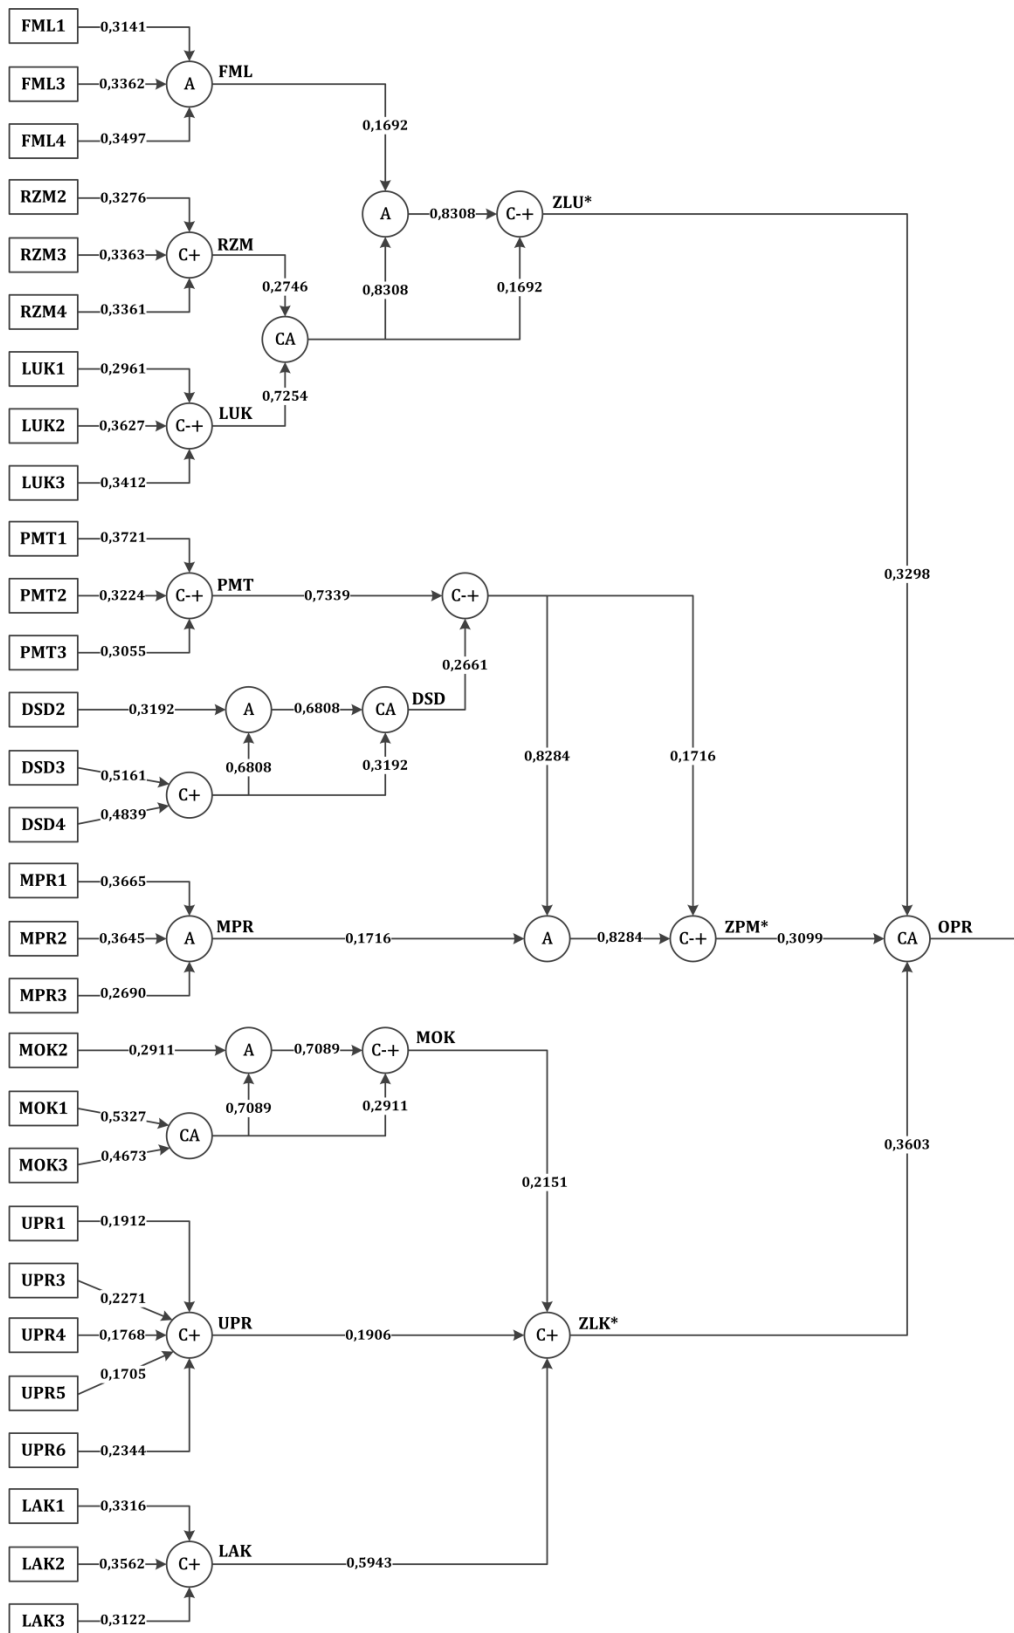 FML1 0,3141
FML3 0,3362 A FML
FML4 0,3497
0,1692
RZM2 0,3276
A 0,8308 C-+ ZLU*
RZM3 0,3363 C+ RZM
0,2746 0,8308 0,1692
RZM4 0,3361
CA
LUK1 0,2961
0,7254
LUK2 0,3627 C-+ LUK
LUK3 0,3412
PMT1 0,3721
0,3298
PMT2 0,3224 C-+ PMT 0,7339 C-+
PMT3 0,3055
0,2661
DSD2 0,3192 A 0,6808 CA DSD
0,8284 0,1716
DSD3 0,5161 0,6808 0,3192
C+
DSD4 0,4839
MPR1 0,3665
MPR2 0,3645 A MPR 0,1716 A 0,8284 C-+ ZPM* 0,3099 CA OPR
MPR3 0,2690
MOK2 0,2911 A 0,7089 C-+ MOK
MOK1 0,5327 0,7089 0,2911
CA
MOK3 0,4673
0,3603
0,2151
UPR1 0,1912
UPR3 0,2271
UPR4 0,1768 C+ UPR 0,1906 C+ ZLK*
UPR5 0,1705
UPR6 0,2344
LAK1 0,3316
LAK2 0,3562 C+ LAK 0,5943
LAK3 0,3122